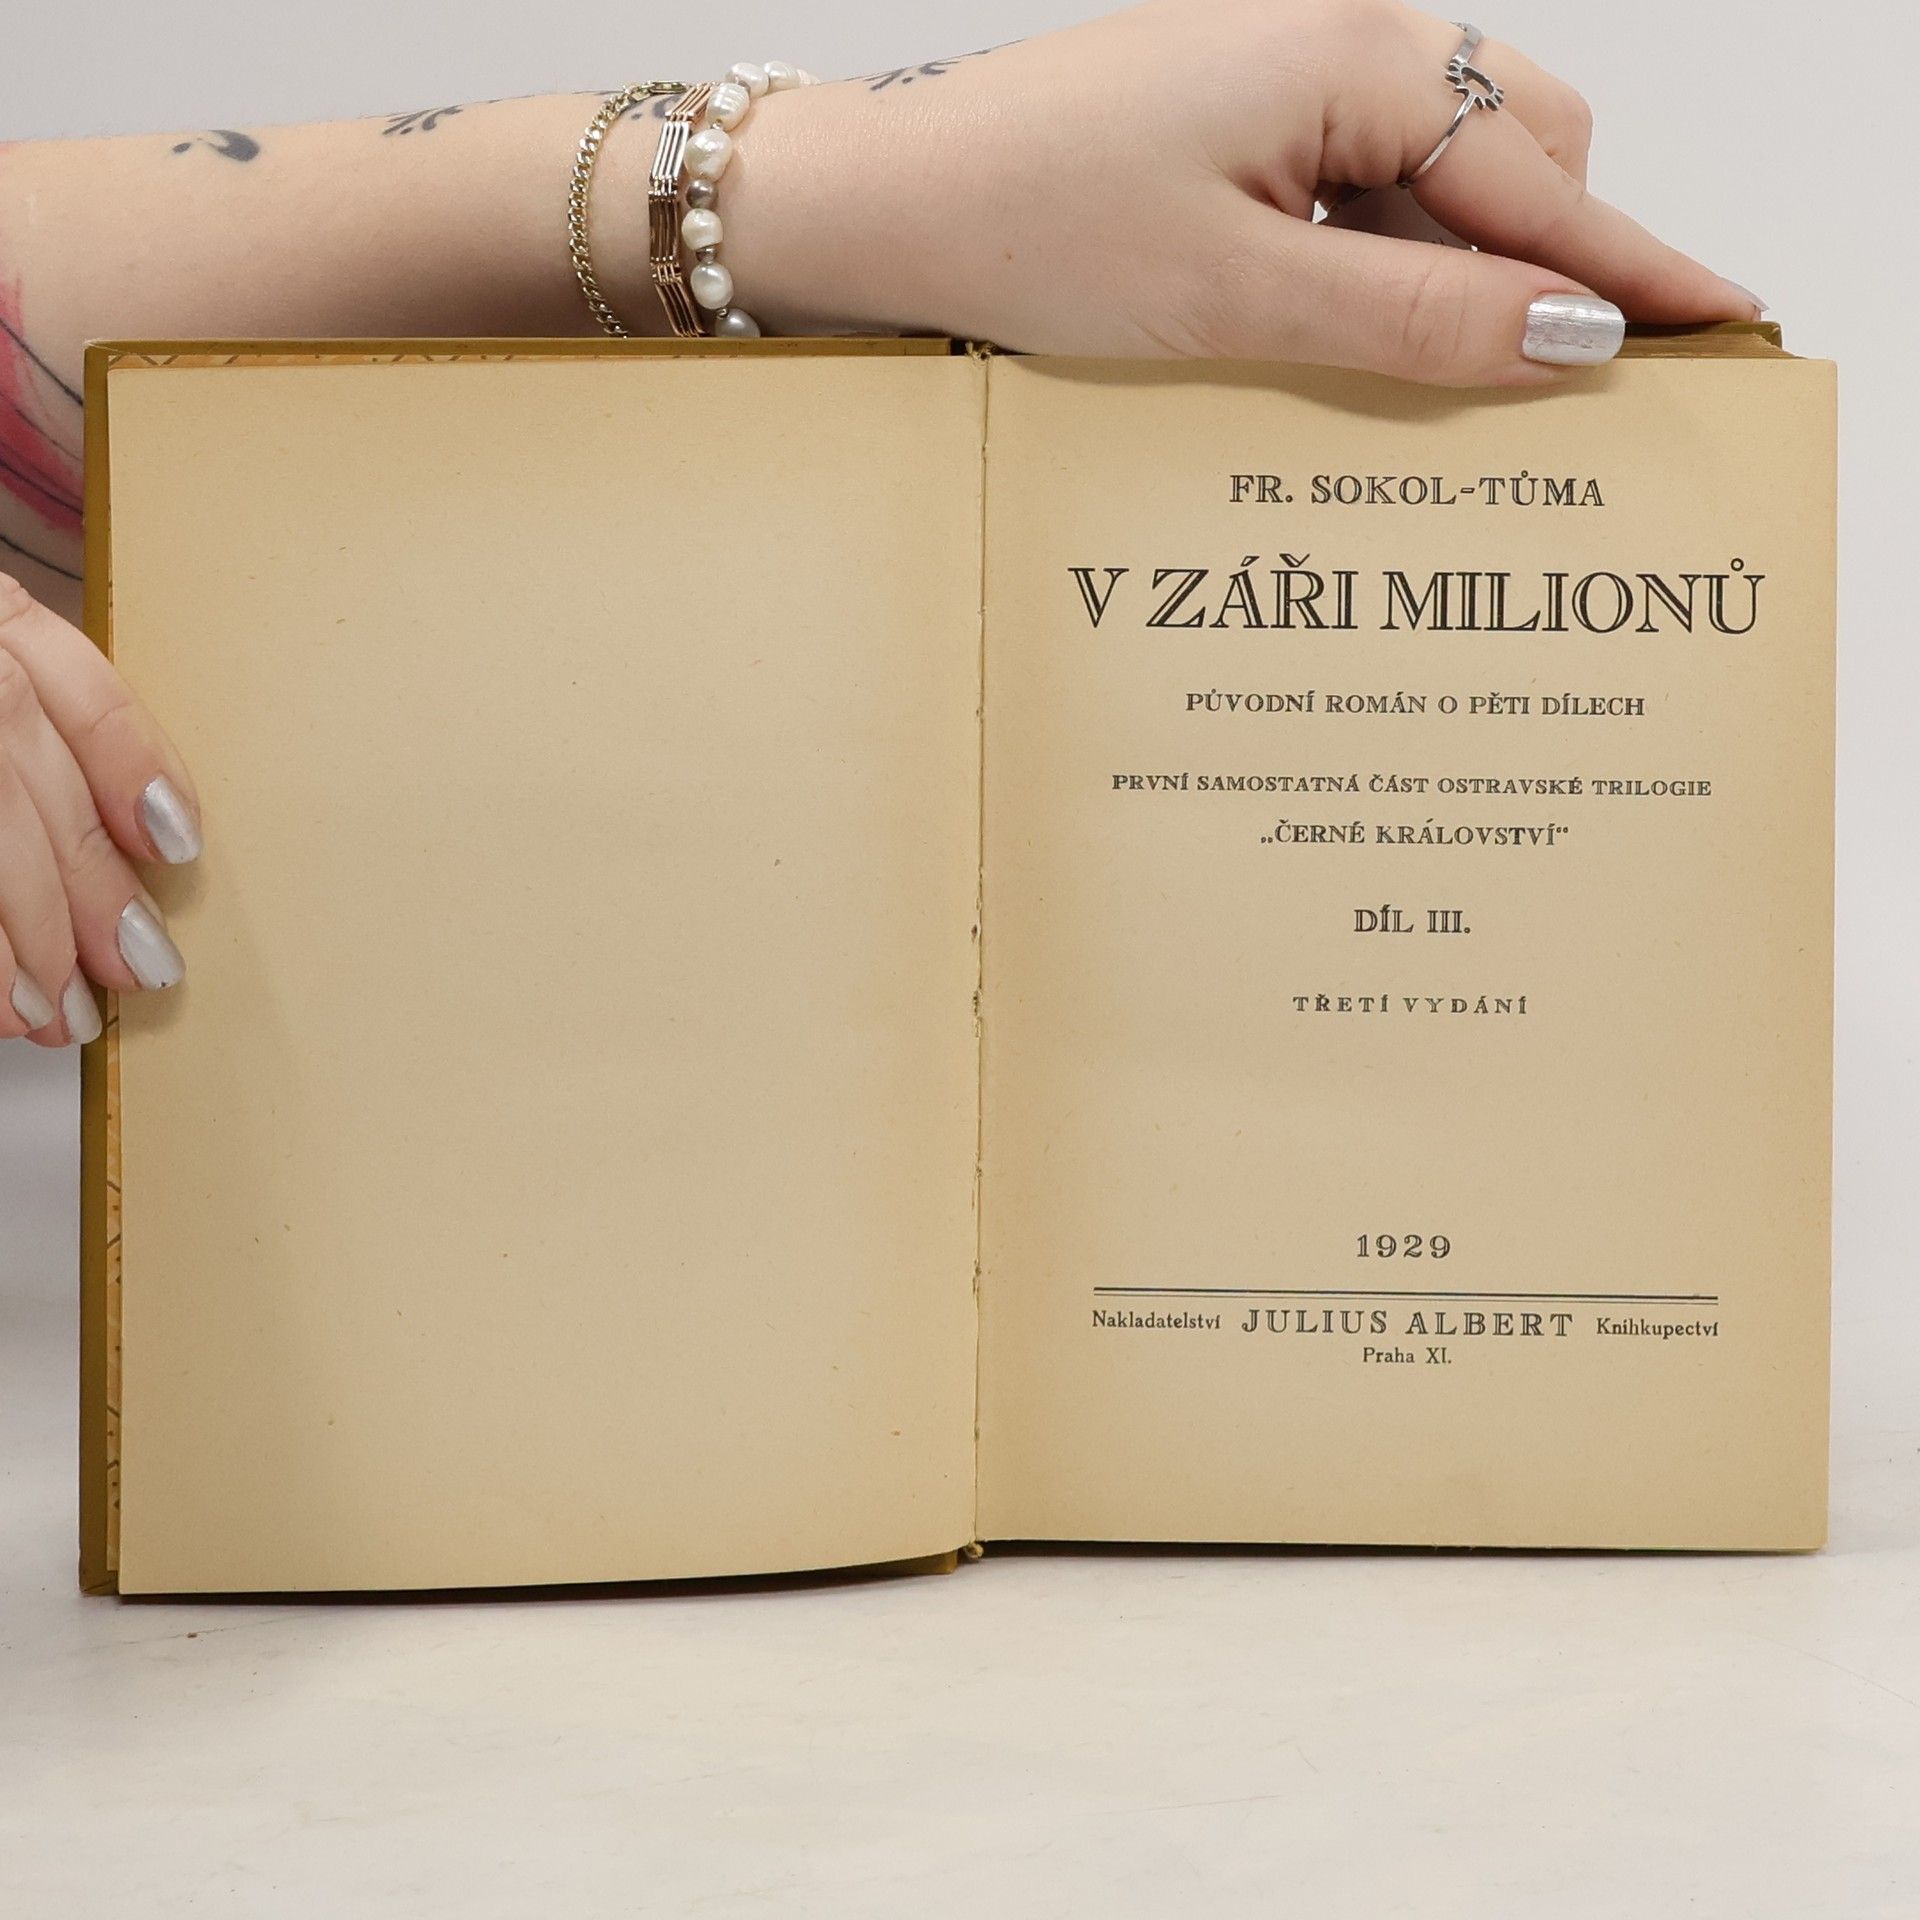 FR. SOKOL-TŮMA
V ZÁŘI MILIONŮ
PŮVODNÍ ROMÁN O PĚTI DÍLECH
PRVNÍ SAMOSTATNÁ ČÁST OSTRAVSKÉ TRILOGIE
„ČERNÉ KRÁLOVSTVÍ“
DÍL III.
TŘETÍ VYDÁNÍ
1929
Nakladatelství JULIUS ALBERT Knihkupectví
Praha XI.